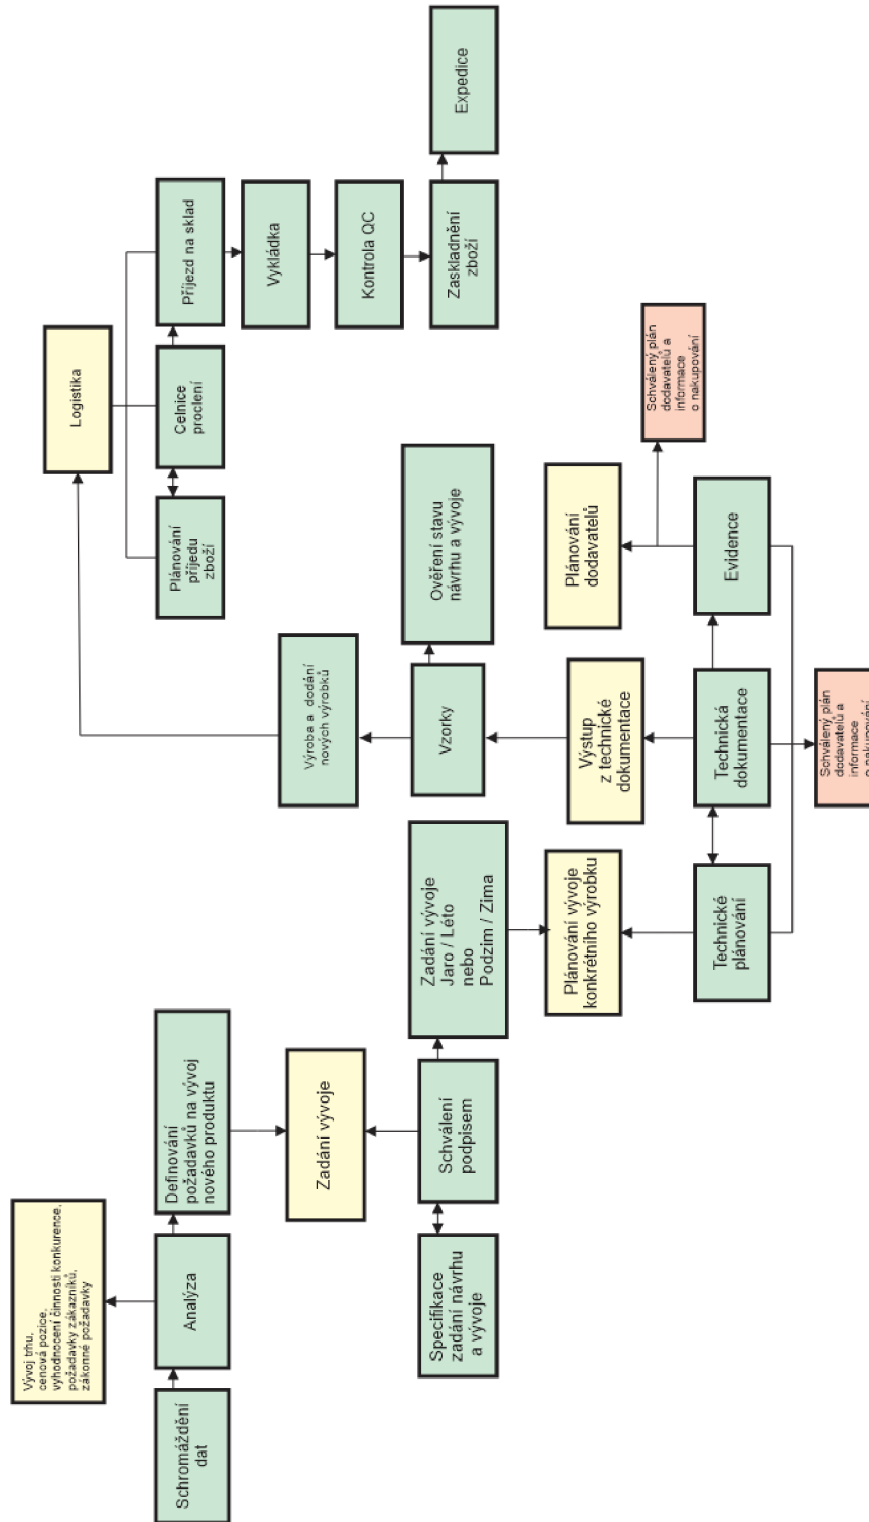 Vývoj trhu,
cenová pozice,
vyhodnocení činnosti konkurence,
požadavky zákazníků,
zákonné požadavky
Schromáždění
dat
Analýza
Definování
požadavků na vývoj
nového produktu
Zadání vývoje
Specifikace
zadání návrhu
a vývoje
Schválení
podpisem
Zadání vývoje
Jaro / Léto
nebo
Podzim / Zima
Plánování vývoje
konkrétního výrobku
Technické
plánování
Technická
dokumentace
Evidence
Výstup
z technické
dokumentace
Plánování
dodavatelů
Schválený plán
dodavatelů a
informace
o nakupování
Schválený plán
dodavatelů a
informace
o nakupování
Vzorky
Ověření stavu
návrhu a vývoje
Výroba a dodání
nových výrobků
Logistika
Plánování
příjedu
zboží
Celnice
proclení
Příjezd na sklad
Vykládka
Kontrola QC
Zaskladnění
zboží
Expedice